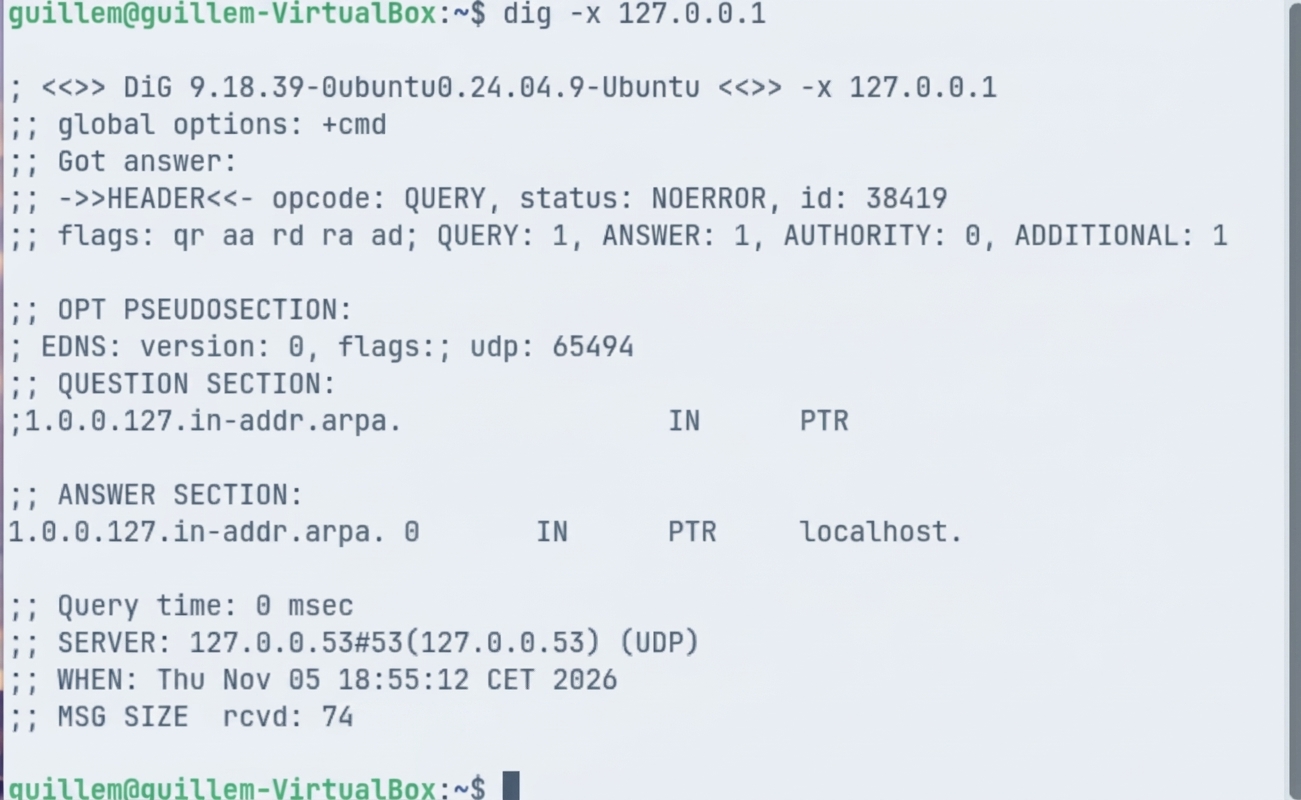 guillem@guillem-VirtualBox:~$ dig -x 127.0.0.1

; <<>> DiG 9.18.39-0ubuntu0.24.04.9-Ubuntu <<>> -x 127.0.0.1
;; global options: +cmd
;; Got answer:
;; ->>HEADER<<- opcode: QUERY, status: NOERROR, id: 38419
;; flags: qr aa rd ra ad; QUERY: 1, ANSWER: 1, AUTHORITY: 0, ADDITIONAL: 1

;; OPT PSEUDOSECTION:
; EDNS: version: 0, flags:; udp: 65494
;; QUESTION SECTION:
;1.0.0.127.in-addr.arpa.                IN      PTR

;; ANSWER SECTION:
1.0.0.127.in-addr.arpa. 0       IN      PTR     localhost.

;; Query time: 0 msec
;; SERVER: 127.0.0.53#53(127.0.0.53) (UDP)
;; WHEN: Thu Nov 05 18:55:12 CET 2026
;; MSG SIZE  rcvd: 74

guillem@guillem-VirtualBox:~$